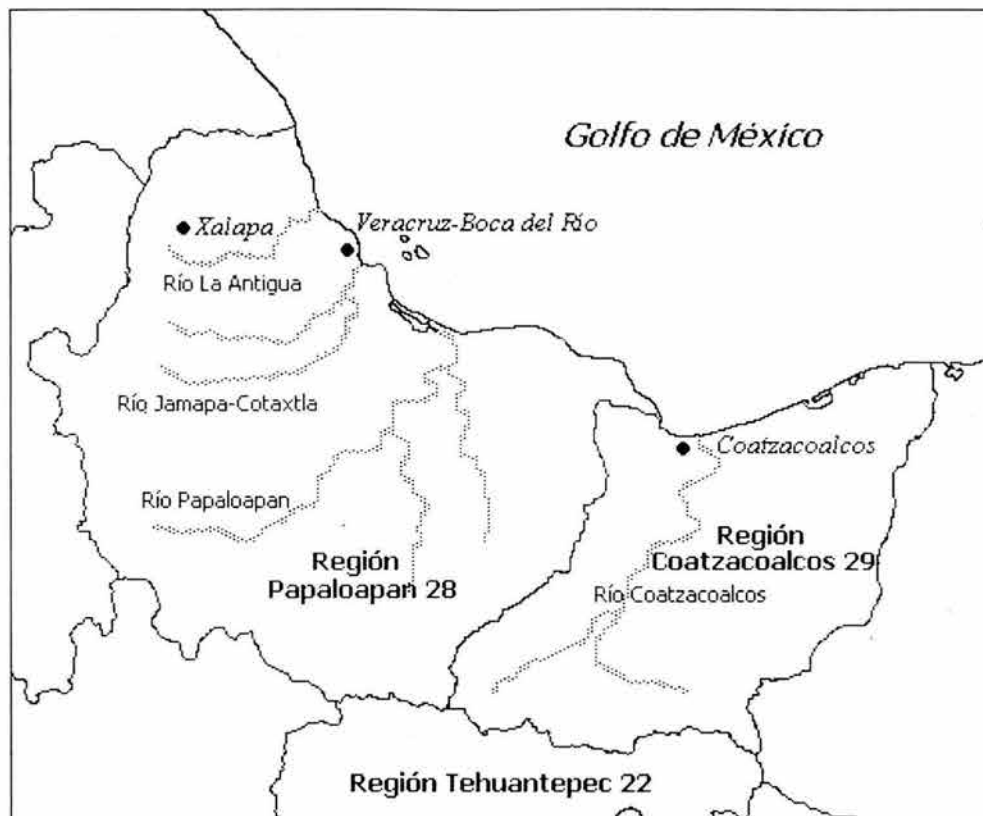 Golfo de México
Xalapa
Veracruz-Boca del Río
Río La Antigua
Río Jamapa-Cotaxtla
Coatzacoalcos
Río Papaloapan
Región
Papaloapan 28
Región
Coatzacoalcos 29
Río Coatzacoalcos
Región Tehuantepec 22